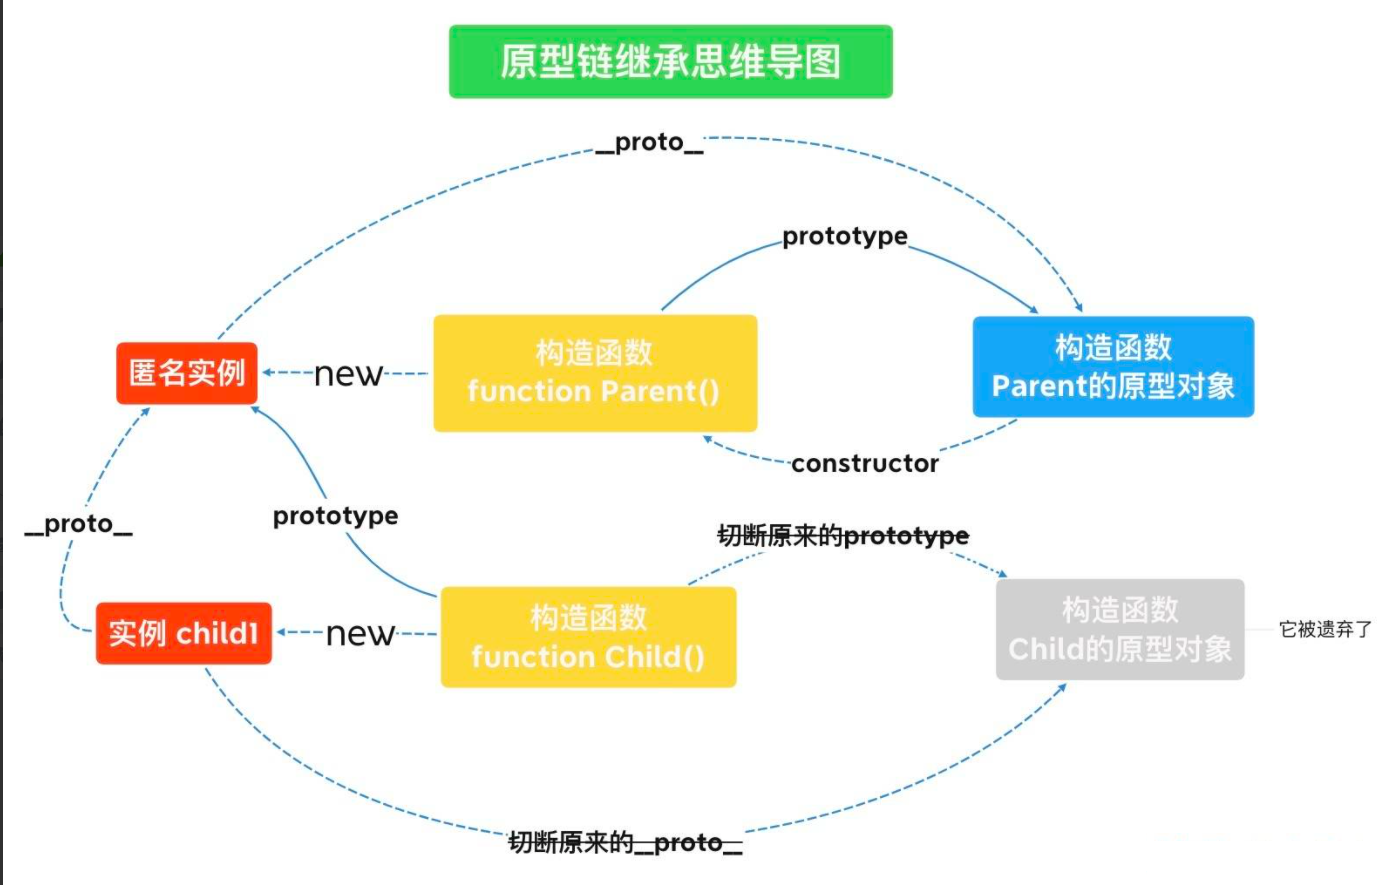 原型链继承思维导图
__proto__
prototype
构造函数
function Parent()
构造函数
Parent的原型对象
匿名实例
new
constructor
__proto__
prototype
切断原来的prototype
构造函数
function Child()
构造函数
Child的原型对象
它被遗弃了
实例 child1
new
切断原来的__proto__